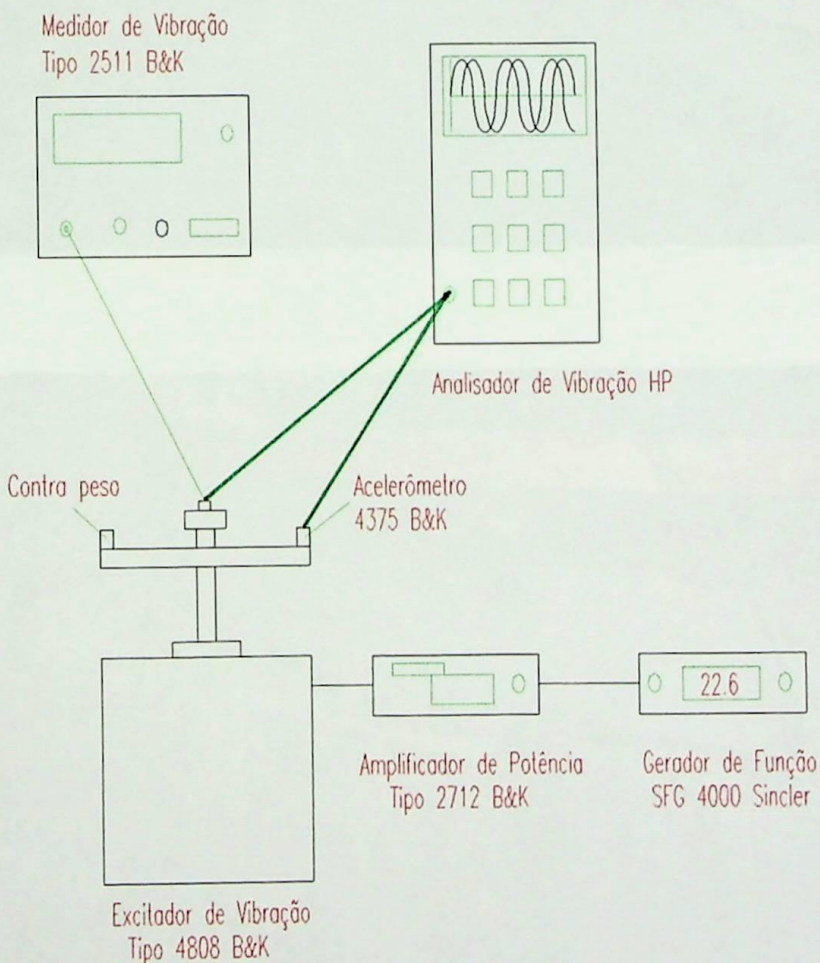 Medidor de Vibração
Tipo 2511 B&K
Analisador de Vibração HP
Contra peso
Acelerômetro
4375 B&K
22.6
Amplificador de Potência
Tipo 2712 B&K
Gerador de Função
SFG 4000 Sincler
Excitador de Vibração
Tipo 4808 B&K